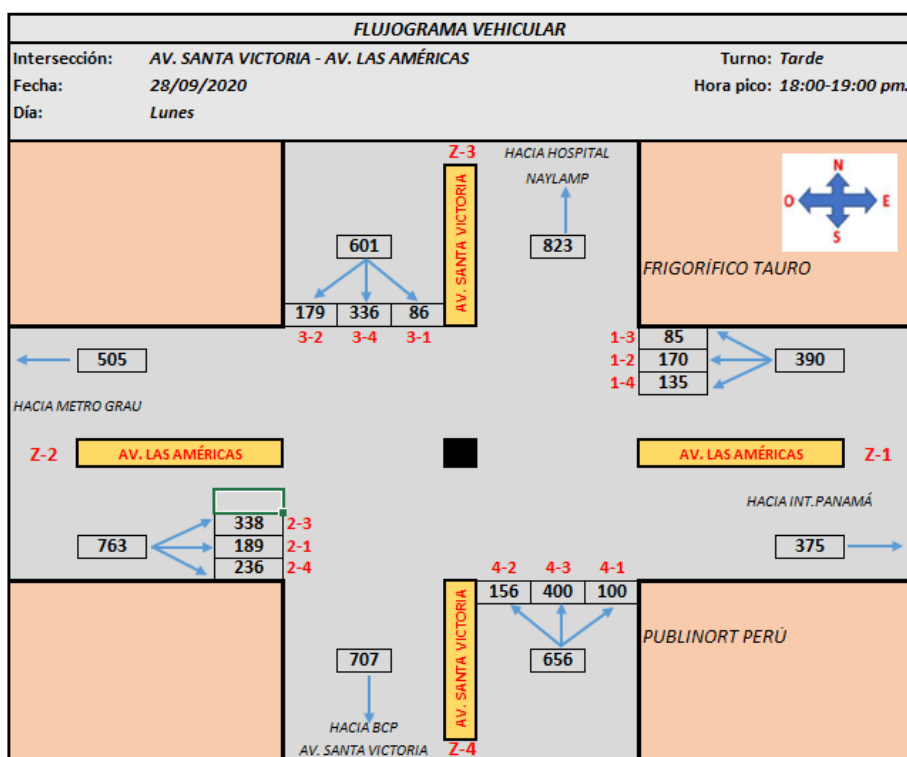 FLUJOGRAMA VEHICULAR
Intersección: AV. SANTA VICTORIA - AV. LAS AMÉRICAS Turno: Tarde
Fecha: 28/09/2020 Hora pico: 18:00-19:00 pm.
Día: Lunes
Z-3 HACIA HOSPITAL
NAYLAMP
N
O E
S
AV. SANTA VICTORIA
601 823
FRIGORÍFICO TAURO
179 336 86
3-2 3-4 3-1
1-3 85
505 1-2 170 390
1-4 135
HACIA METRO GRAU
Z-2 AV. LAS AMÉRICAS AV. LAS AMÉRICAS Z-1
HACIA INT.PANAMÁ
338 2-3
763 189 2-1 375
236 2-4
4-2 4-3 4-1
156 400 100
AV. SANTA VICTORIA
PUBLINORT PERÙ
707 656
HACIA BCP
AV. SANTA VICTORIA Z-4